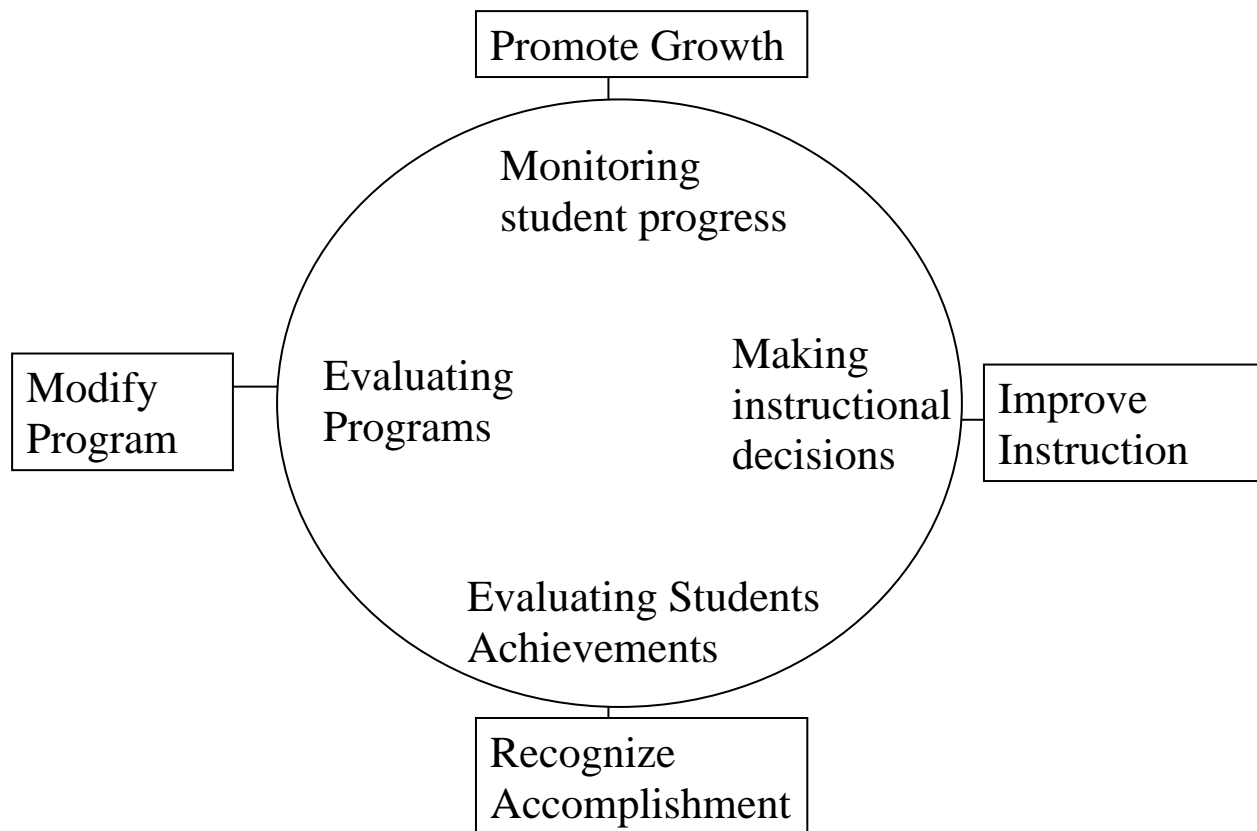 Promote Growth
Monitoring
student progress
Modify
Program
Evaluating
Programs
Making
instructional
decisions
Improve
Instruction
Evaluating Students
Achievements
Recognize
Accomplishment